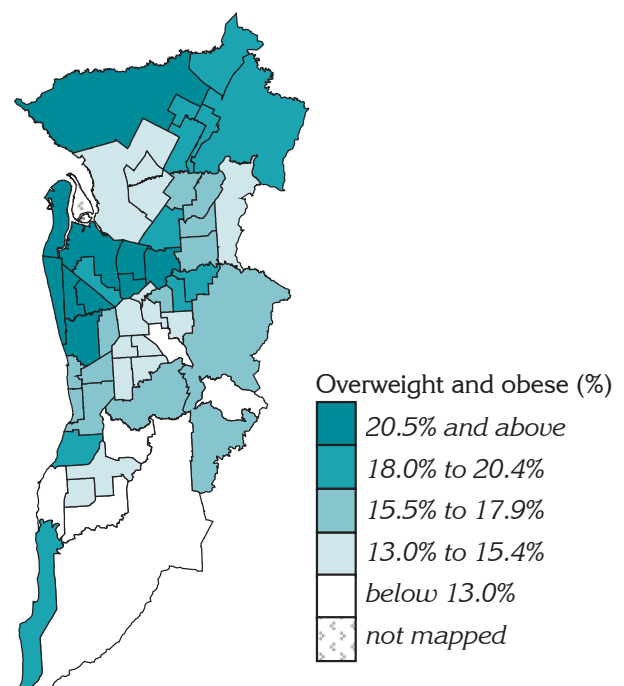 Overweight and obese (%)
20.5% and above
18.0% to 20.4%
15.5% to 17.9%
13.0% to 15.4%
below 13.0%
not mapped